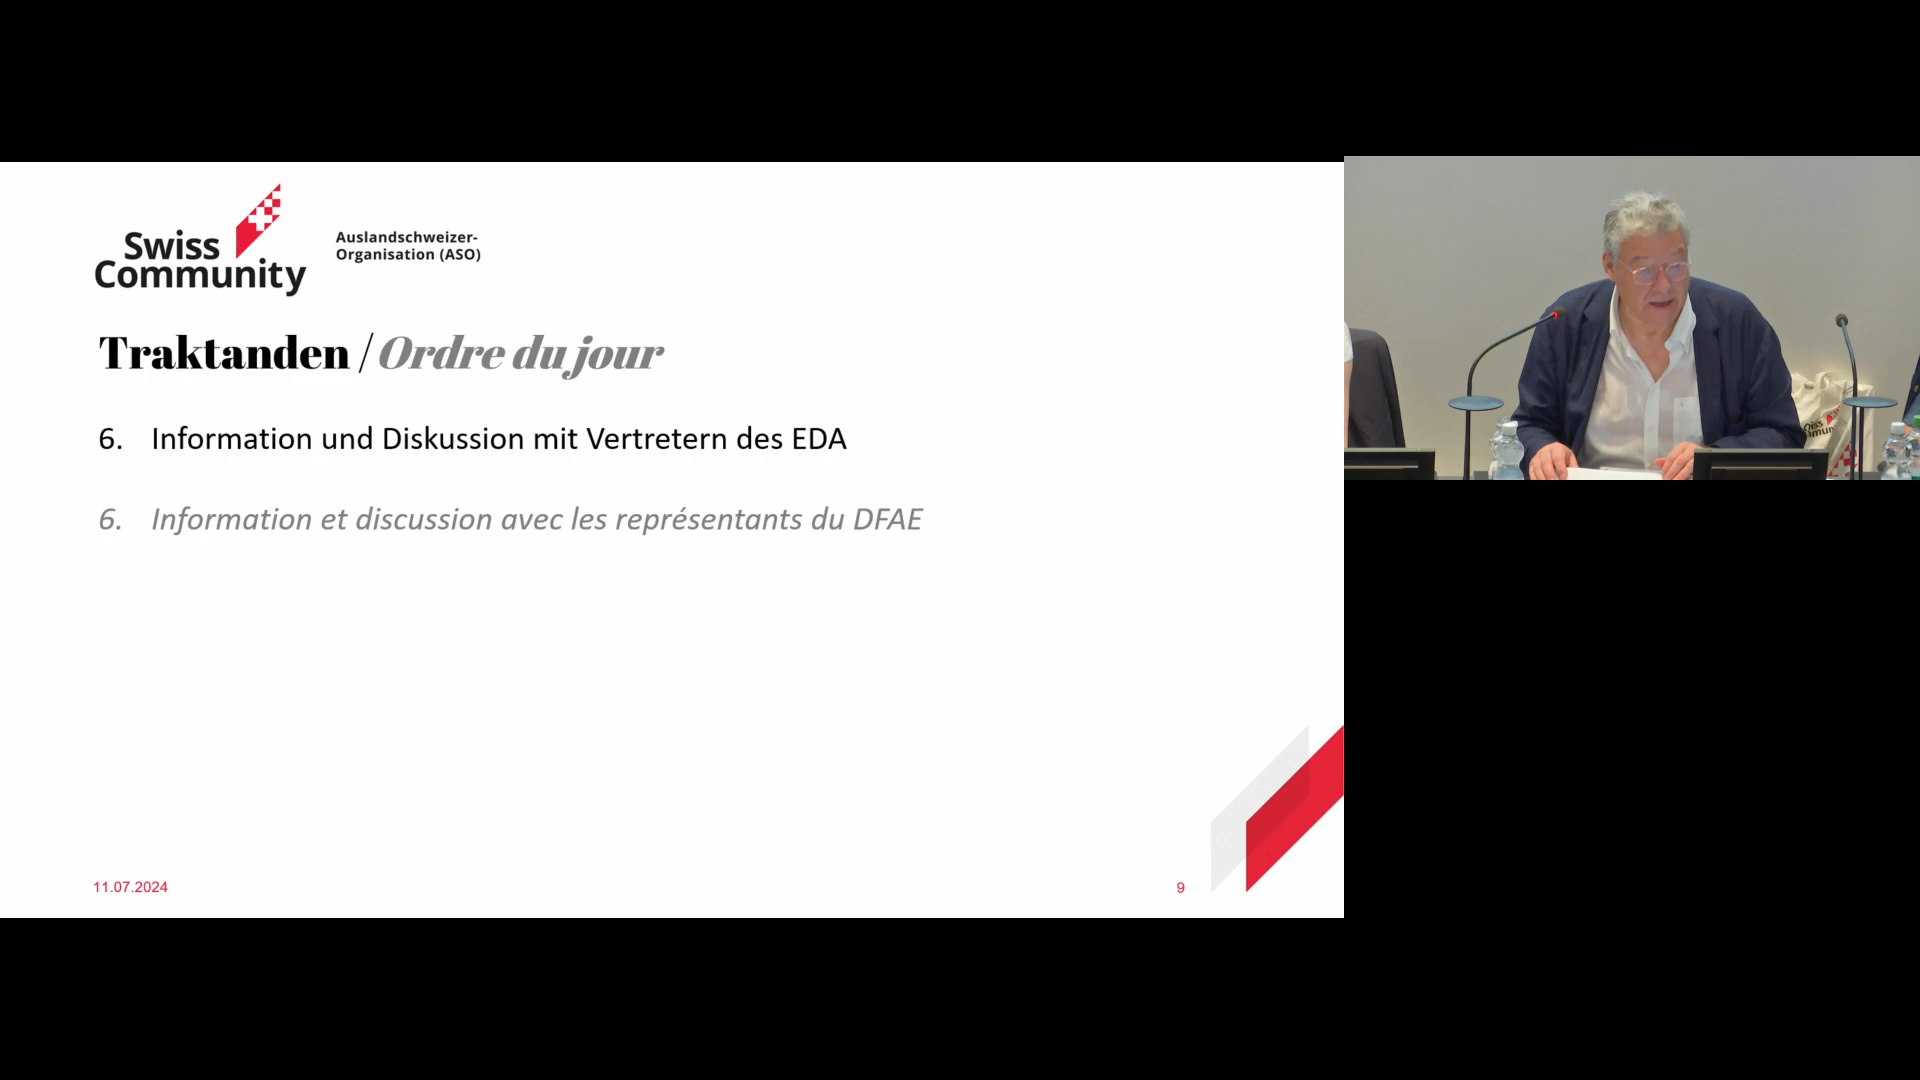 Swiss
Community
Auslandschweizer-
Organisation (ASO)
Traktanden / Ordre du jour
6. Information und Diskussion mit Vertretern des EDA
6. Information et discussion avec les représentants du DFAE
11.07.2024
9